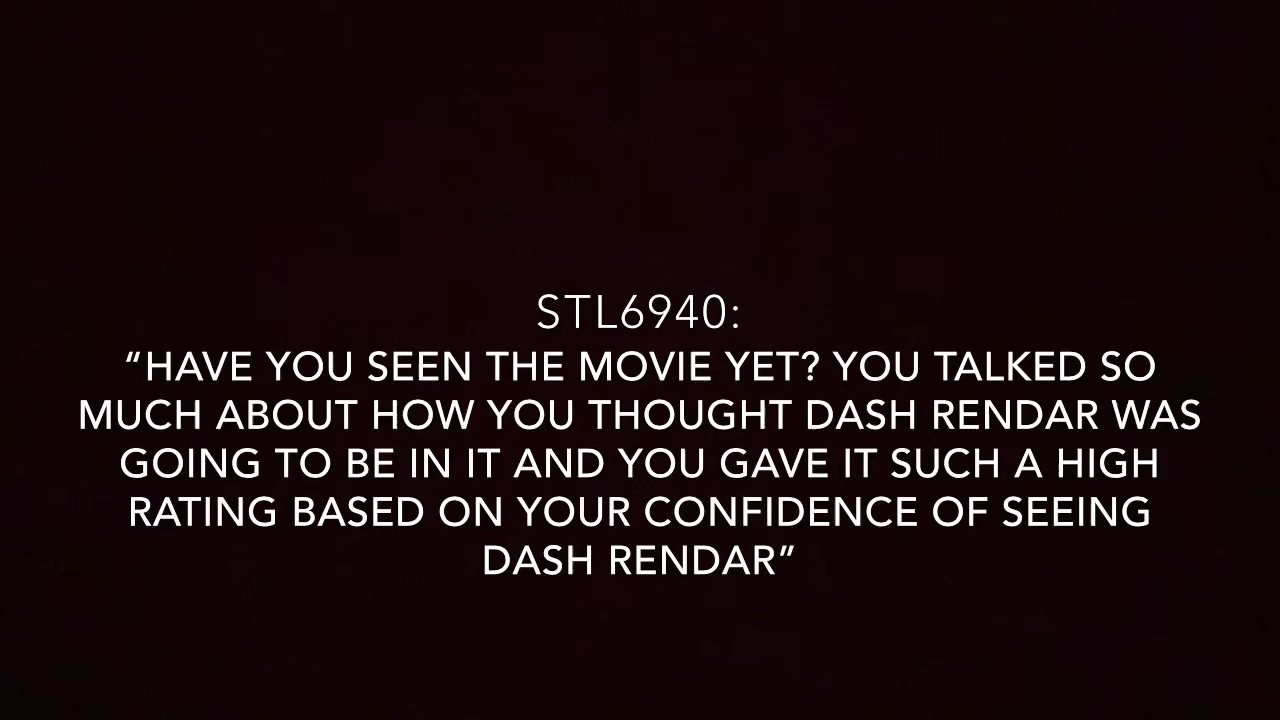 STL6940:
“HAVE YOU SEEN THE MOVIE YET? YOU TALKED SO
MUCH ABOUT HOW YOU THOUGHT DASH RENDAR WAS
GOING TO BE IN IT AND YOU GAVE IT SUCH A HIGH
RATING BASED ON YOUR CONFIDENCE OF SEEING
DASH RENDAR”